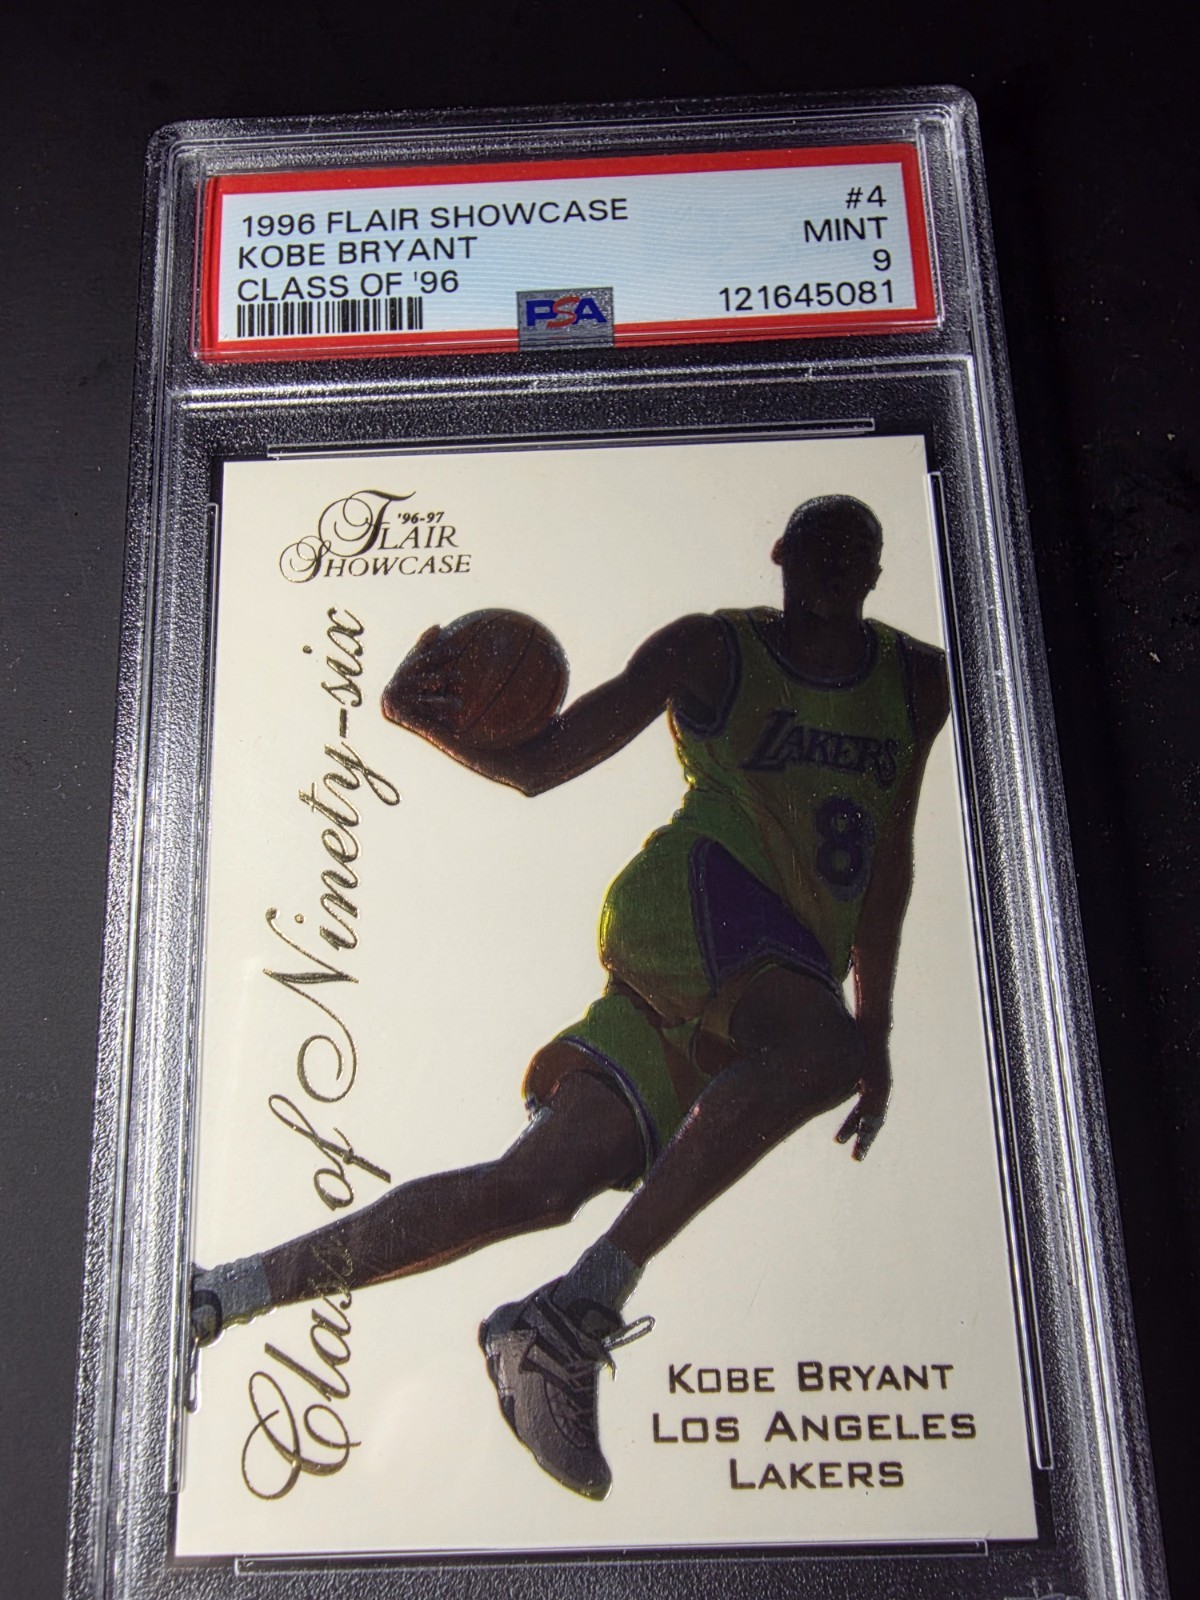 1996 FLAIR SHOWCASE
KOBE BRYANT
CLASS OF '96
#4
MINT
9
121645081
PSA
'96-97
FLAIR
SHOWCASE
Class of Ninety-six
LAKERS
8
KOBE BRYANT
LOS ANGELES
LAKERS